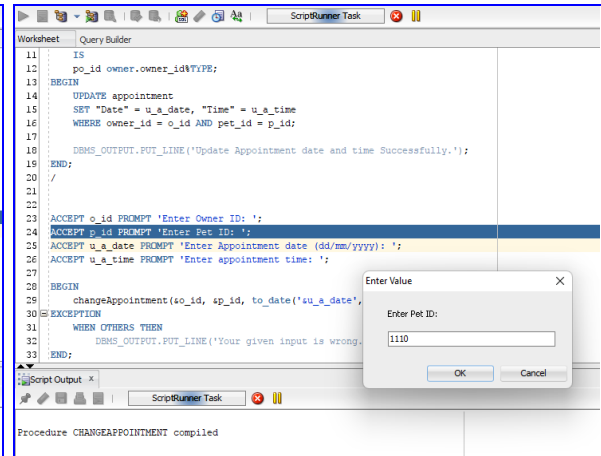 ScriptRunner Task
Worksheet Query Builder
11 IS
12 po_id owner.owner_id%TYPE;
13 BEGIN
14 UPDATE appointment
15 SET "Date" = u_a_date, "Time" = u_a_time
16 WHERE owner_id = o_id AND pet_id = p_id;
17
18 DBMS_OUTPUT.PUT_LINE('Update Appointment date and time Successfully.');
19 END;
20 /
21
22
23 ACCEPT o_id PROMPT 'Enter Owner ID: ';
24 ACCEPT p_id PROMPT 'Enter Pet ID: ';
25 ACCEPT u_a_date PROMPT 'Enter Appointment date (dd/mm/yyyy): ';
26 ACCEPT u_a_time PROMPT 'Enter appointment time: ';
27
28 BEGIN
29 changeAppointment(&o_id, &p_id, to_date('&u_a_date',
30 EXCEPTION
31 WHEN OTHERS THEN
32 DBMS_OUTPUT.PUT_LINE('Your given input is wrong.
33 END;
Enter Value
Enter Pet ID:
1110
OK Cancel
Script Output x
ScriptRunner Task
Procedure CHANGEAPPOINTMENT compiled